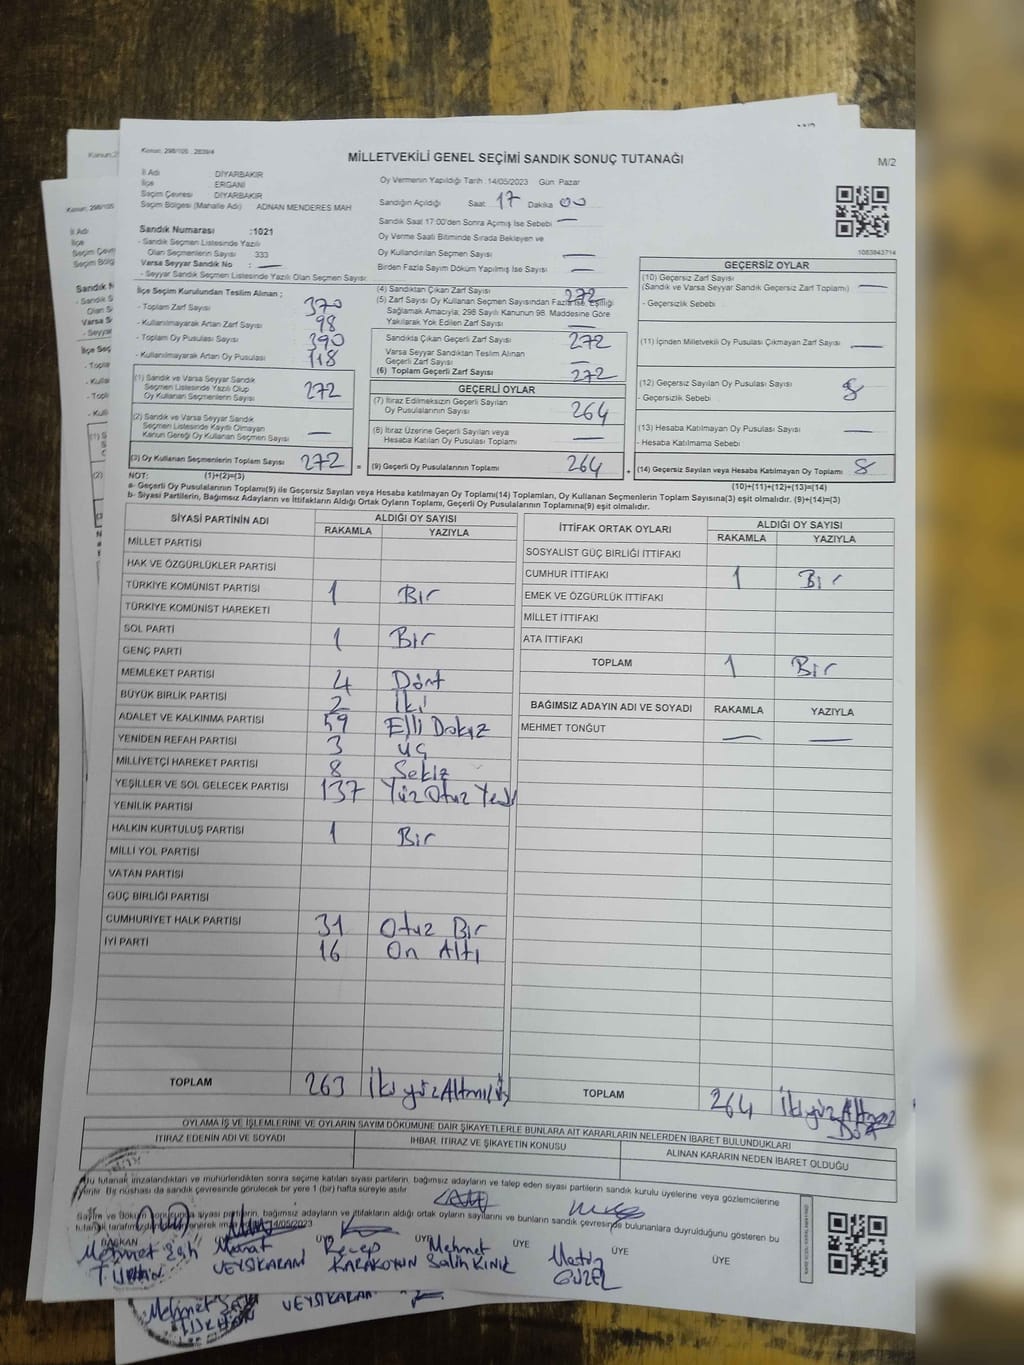 Kanun: 298/105 - 2839/4
MİLLETVEKİLİ GENEL SEÇİMİ SANDIK SONUÇ TUTANAĞI
M/2
İl Adı DİYARBAKIR
İlçe ERGANİ
Seçim Çevresi DİYARBAKIR
Seçim Bölgesi (Mahalle Adı) ADNAN MENDERES MAH
Oy Vermenin Yapıldığı Tarih :14/05/2023 Gün: Pazar
Sandığın Açıldığı Saat 17 Dakika 00
Sandık Saat 17:00'den Sonra Açılmış İse Sebebi —
Oy Verme Saati Bitiminde Sırada Bekleyen ve
Oy Kullandırılan Seçmen Sayısı —
Birden Fazla Sayım Döküm Yapılmış İse Sayısı —
1083843714
Sandık Numarası :1021
- Sandık Seçmen Listesinde Yazılı
Olan Seçmenlerin Sayısı 333
Varsa Seyyar Sandık No : —
- Seyyar Sandık Seçmen Listesinde Yazılı Olan Seçmen Sayısı
İlçe Seçim Kurulundan Teslim Alınan ;
- Toplam Zarf Sayısı 370
- Kullanılmayarak Artan Zarf Sayısı 98
- Toplam Oy Pusulası Sayısı 390
- Kullanılmayarak Artan Oy Pusulası 118
(1) Sandık ve Varsa Seyyar Sandık
Seçmen Listesinde Yazılı Olup
Oy Kullanan Seçmenlerin Sayısı 272
(2) Sandık ve Varsa Seyyar Sandık
Seçmen Listesinde Kayıtlı Olmayan
Kanun Gereği Oy Kullanan Seçmen Sayısı —
(3) Oy Kullanan Seçmenlerin Toplam Sayısı 272
(4) Sandıktan Çıkan Zarf Sayısı 272
(5) Zarf Sayısı Oy Kullanan Seçmen Sayısından Fazla İse, Eşitliği
Sağlamak Amacıyla; 298 Sayılı Kanunun 98. Maddesine Göre
Yakılarak Yok Edilen Zarf Sayısı —
Sandıkta Çıkan Geçerli Zarf Sayısı 272
Varsa Seyyar Sandıktan Teslim Alınan
Geçerli Zarf Sayısı —
(6) Toplam Geçerli Zarf Sayısı 272
GEÇERLİ OYLAR
(7) İtiraz Edilmeksizin Geçerli Sayılan
Oy Pusulalarının Sayısı 264
(8) İtiraz Üzerine Geçerli Sayılan veya
Hesaba Katılan Oy Pusulası Toplamı —
= (9) Geçerli Oy Pusulalarının Toplamı 264
GEÇERSİZ OYLAR
(10) Geçersiz Zarf Sayısı
(Sandık ve Varsa Seyyar Sandık Geçersiz Zarf Toplamı) —
- Geçersizlik Sebebi
(11) İçinden Milletvekili Oy Pusulası Çıkmayan Zarf Sayısı —
(12) Geçersiz Sayılan Oy Pusulası Sayısı 8
- Geçersizlik Sebebi
(13) Hesaba Katılmayan Oy Pusulası Sayısı —
- Hesaba Katılmama Sebebi
+ (14) Geçersiz Sayılan veya Hesaba Katılmayan Oy Toplamı 8
NOT: (1)+(2)=(3)
(10)+(11)+(12)+(13)=(14)
a- Geçerli Oy Pusulalarının Toplamı(9) ile Geçersiz Sayılan veya Hesaba katılmayan Oy Toplamı(14) Toplamları, Oy Kullanan Seçmenlerin Toplam Sayısına(3) eşit olmalıdır. (9)+(14)=(3)
b- Siyasi Partilerin, Bağımsız Adayların ve İttifakların Aldığı Ortak Oyların Toplamı, Geçerli Oy Pusulalarının Toplamına(9) eşit olmalıdır.
SİYASİ PARTİNİN ADI ALDIĞI OY SAYISI
RAKAMLA YAZIYLA
MİLLET PARTİSİ
HAK VE ÖZGÜRLÜKLER PARTİSİ
TÜRKİYE KOMÜNİST PARTİSİ 1 Bir
TÜRKİYE KOMÜNİST HAREKETİ
SOL PARTİ 1 Bir
GENÇ PARTİ
MEMLEKET PARTİSİ 4 Dört
BÜYÜK BİRLİK PARTİSİ 2 İki
ADALET VE KALKINMA PARTİSİ 59 Elli Dokuz
YENİDEN REFAH PARTİSİ 3 üç
MİLLİYETÇİ HAREKET PARTİSİ 8 Sekiz
YEŞİLLER VE SOL GELECEK PARTİSİ 137 Yüz Otuz Yedi
YENİLİK PARTİSİ
HALKIN KURTULUŞ PARTİSİ 1 Bir
MİLLİ YOL PARTİSİ
VATAN PARTİSİ
GÜÇ BİRLİĞİ PARTİSİ
CUMHURİYET HALK PARTİSİ 31 Otuz Bir
İYİ PARTİ 16 On Altı
TOPLAM 263 İkiyüz Altmış üç
İTTİFAK ORTAK OYLARI ALDIĞI OY SAYISI
RAKAMLA YAZIYLA
SOSYALİST GÜÇ BİRLİĞİ İTTİFAKI
CUMHUR İTTİFAKI 1 Bir
EMEK VE ÖZGÜRLÜK İTTİFAKI
MİLLET İTTİFAKI
ATA İTTİFAKI
TOPLAM 1 Bir
BAĞIMSIZ ADAYIN ADI VE SOYADI RAKAMLA YAZIYLA
MEHMET TONĞUT — —
TOPLAM 264 İkiyüz Altmış Dört
OYLAMA İŞ VE İŞLEMLERİNE VE OYLARIN SAYIM DÖKÜMÜNE DAİR ŞİKAYETLERLE BUNLARA AİT KARARLARIN NELERDEN İBARET BULUNDUKLARI
İTİRAZ EDENİN ADI VE SOYADI İHBAR, İTİRAZ VE ŞİKAYETİN KONUSU ALINAN KARARIN NEDEN İBARET OLDUĞU
Bu tutanak imzalandıktan ve mühürlendikten sonra seçime katılan siyasi partilerin, bağımsız adayların ve talep eden siyasi partilerin sandık kurulu üyelerine veya gözlemcilerine
verilir. Bir nüshası da sandık çevresinde görülecek bir yere 1 (bir) hafta süreyle asılır.
siyasi partilerin, bağımsız adayların ve ittifakların aldığı ortak oyların sayılarını ve bunların sandık çevresinde bulunanlara duyrulduğunu gösteren bu
tutanak tarafımızdan 14/05/2023
BAŞKAN ÜYE ÜYE ÜYE ÜYE ÜYE ÜYE
Murat VEYSİKARANİ
Recep KARAKOYUN
Mehmet Salih KINIK
Metin GÜZEL